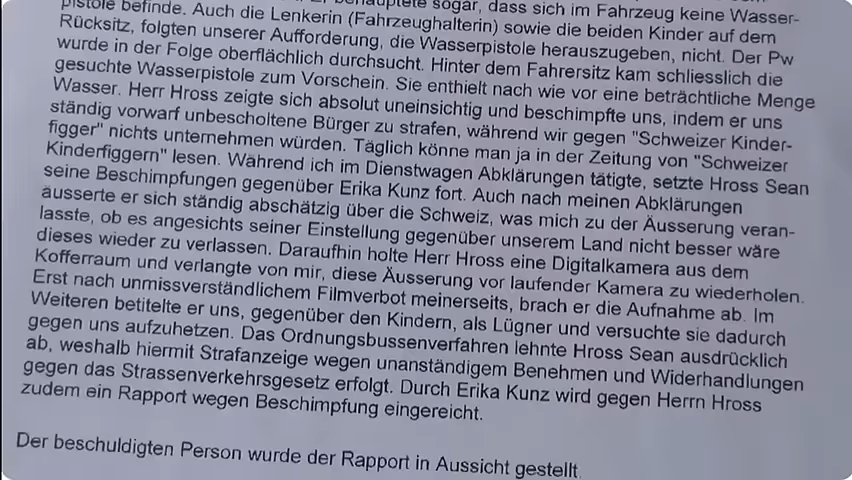 behauptete sogar, dass sich im Fahrzeug keine Wasser-
pistole befinde. Auch die Lenkerin (Fahrzeughalterin) sowie die beiden Kinder auf dem
Rücksitz, folgten unserer Aufforderung, die Wasserpistole herauszugeben, nicht. Der Pw
wurde in der Folge oberflächlich durchsucht. Hinter dem Fahrersitz kam schliesslich die
gesuchte Wasserpistole zum Vorschein. Sie enthielt nach wie vor eine beträchtliche Menge
Wasser. Herr Hross zeigte sich absolut uneinsichtig und beschimpfte uns, indem er uns
ständig vorwarf unbescholtene Bürger zu strafen, während wir gegen "Schweizer Kinder-
figger" nichts unternehmen würden. Täglich könne man ja in der Zeitung von "Schweizer
Kinderfiggern" lesen. Während ich im Dienstwagen Abklärungen tätigte, setzte Hross Sean
seine Beschimpfungen gegenüber Erika Kunz fort. Auch nach meinen Abklärungen
äusserte er sich ständig abschätzig über die Schweiz, was mich zu der Äusserung veran-
lasste, ob es angesichts seiner Einstellung gegenüber unserem Land nicht besser wäre
dieses wieder zu verlassen. Daraufhin holte Herr Hross eine Digitalkamera aus dem
Kofferraum und verlangte von mir, diese Äusserung vor laufender Kamera zu wiederholen.
Erst nach unmissverständlichem Filmverbot meinerseits, brach er die Aufnahme ab. Im
Weiteren betitelte er uns, gegenüber den Kindern, als Lügner und versuchte sie dadurch
gegen uns aufzuhetzen. Das Ordnungsbussenverfahren lehnte Hross Sean ausdrücklich
ab, weshalb hiermit Strafanzeige wegen unanständigem Benehmen und Widerhandlungen
gegen das Strassenverkehrsgesetz erfolgt. Durch Erika Kunz wird gegen Herrn Hross
zudem ein Rapport wegen Beschimpfung eingereicht.
Der beschuldigten Person wurde der Rapport in Aussicht gestellt.